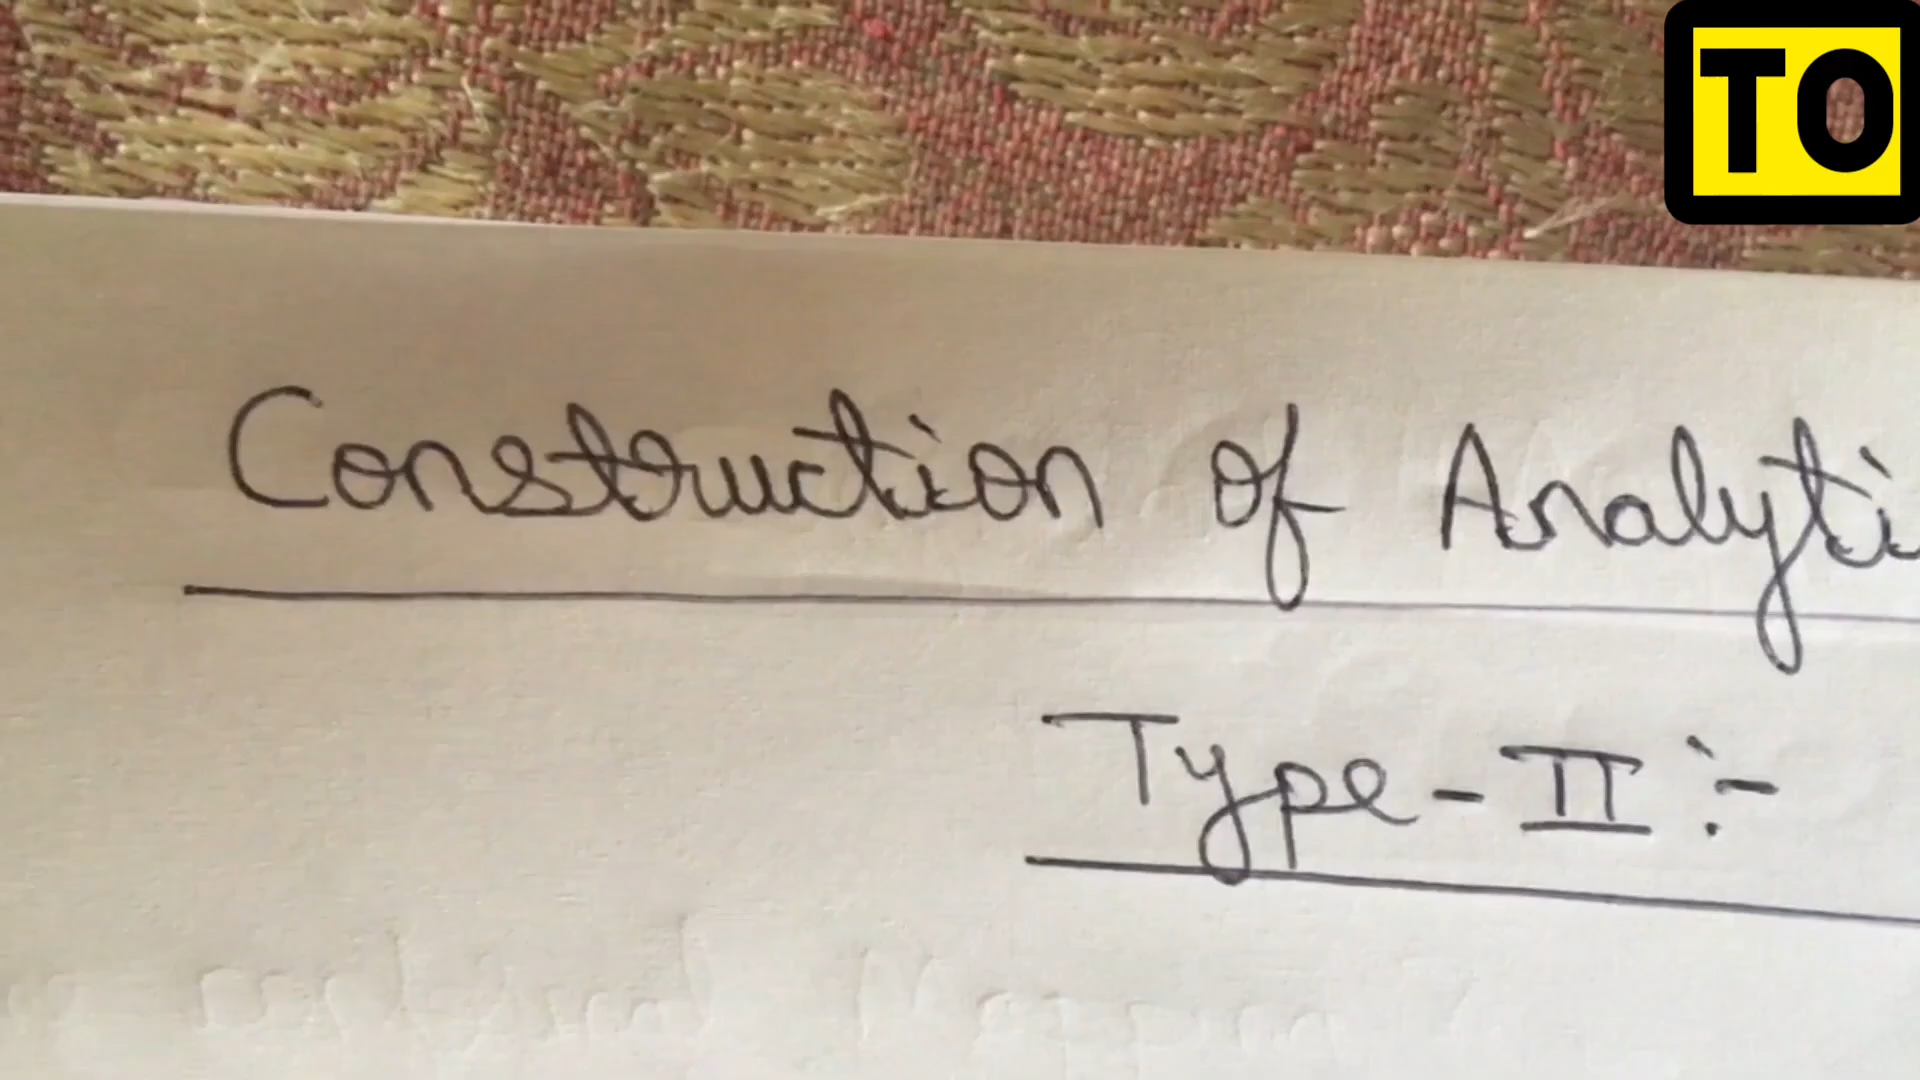 TO
Construction of Analyti
Type-II :-